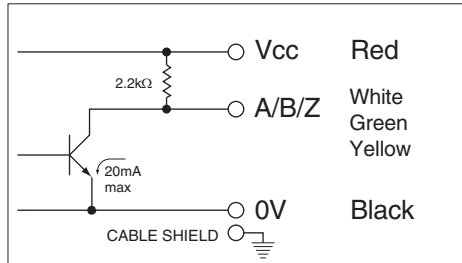 Vcc Red
2.2kΩ
A/B/Z White
Green
Yellow
20mA
max
0V Black
CABLE SHIELD